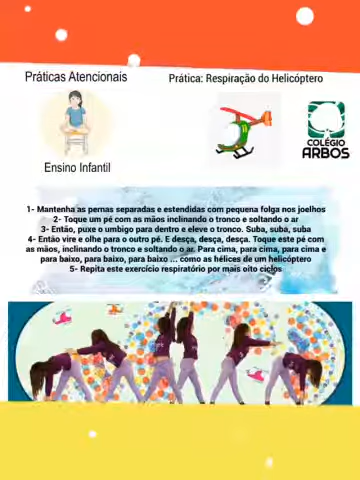 Práticas Atencionais
Prática: Respiração do Helicóptero
COLÉGIO
ARBOS
Ensino Infantil
1- Mantenha as pernas separadas e estendidas com pequena folga nos joelhos
2- Toque um pé com as mãos inclinando o tronco e soltando o ar
3- Então, puxe o umbigo para dentro e eleve o tronco. Suba, suba, suba
4- Então vire e olhe para o outro pé. E desça, desça, desça. Toque este pé com
as mãos, inclinando o tronco e soltando o ar. Para cima, para cima, para cima e
para baixo, para baixo, para baixo ... como as hélices de um helicóptero
5- Repita este exercício respiratório por mais oito ciclos